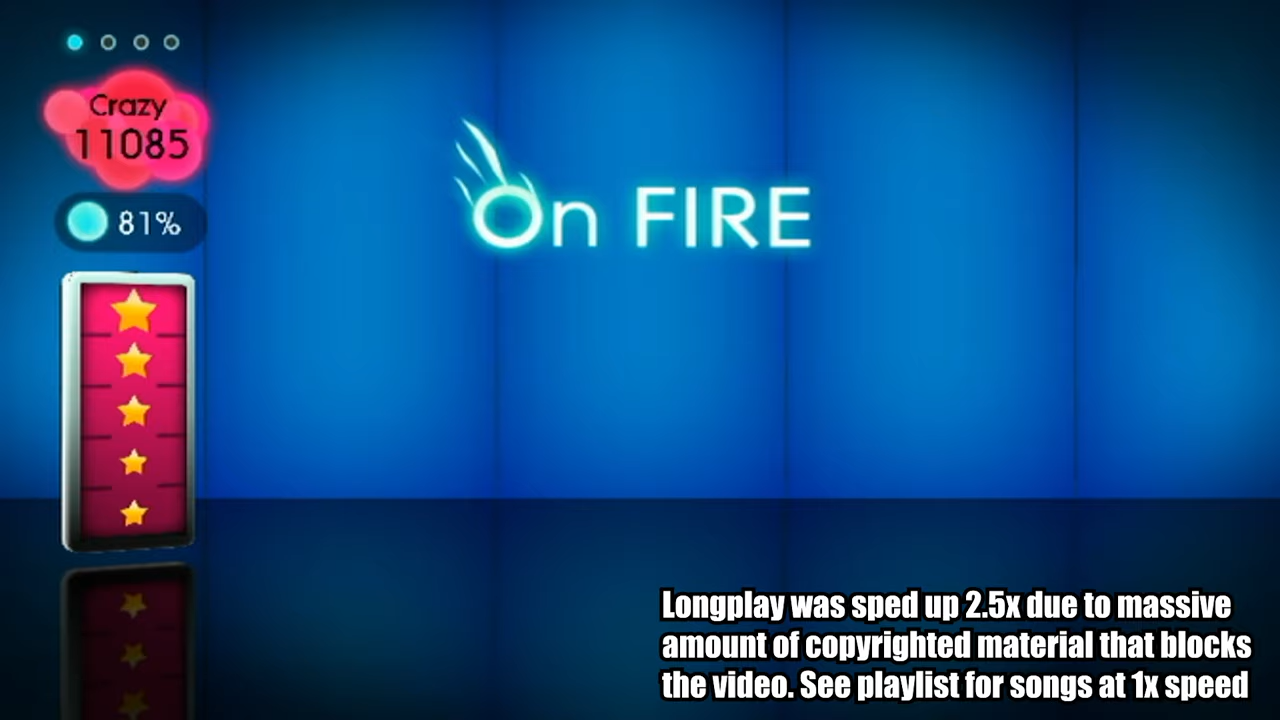 Crazy
11085
81%
On FIRE
Longplay was sped up 2.5x due to massive
amount of copyrighted material that blocks
the video. See playlist for songs at 1x speed